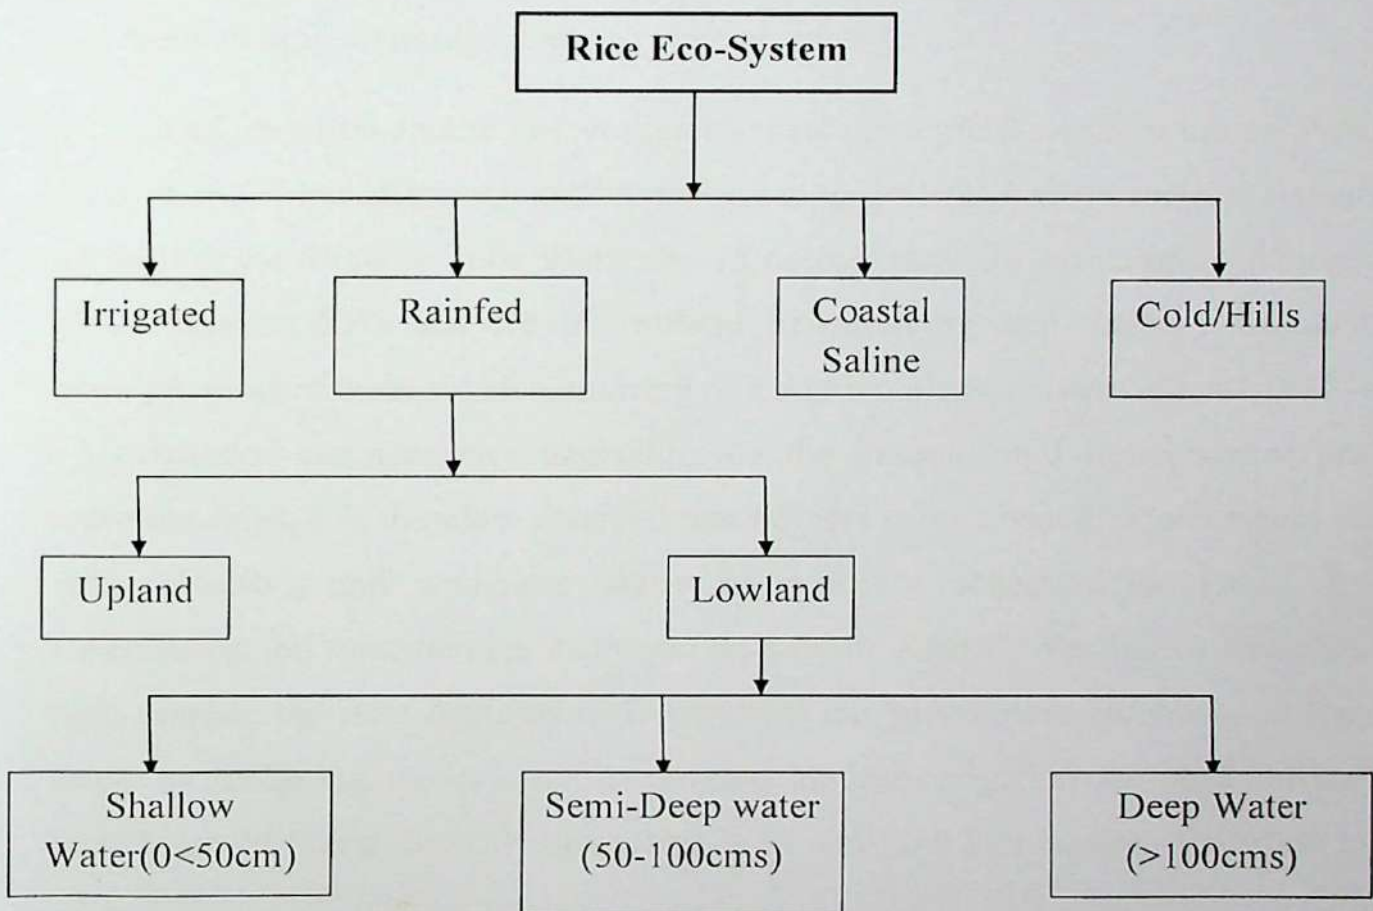 Rice Eco-System
Irrigated
Rainfed
Coastal
Saline
Cold/Hills
Upland
Lowland
Shallow
Water(0<50cm)
Semi-Deep water
(50-100cms)
Deep Water
(>100cms)